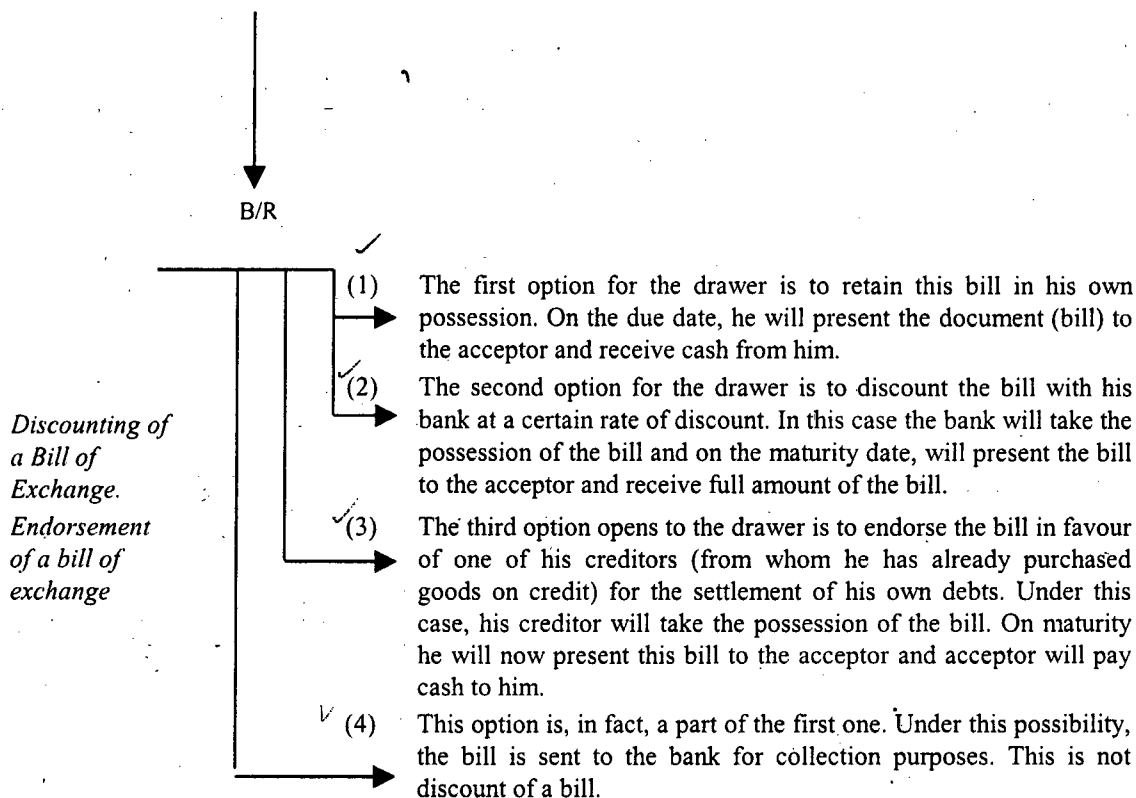 B/R
(1) The first option for the drawer is to retain this bill in his own
possession. On the due date, he will present the document (bill) to
the acceptor and receive cash from him.
(2) The second option for the drawer is to discount the bill with his
bank at a certain rate of discount. In this case the bank will take the
possession of the bill and on the maturity date, will present the bill
to the acceptor and receive full amount of the bill.
Discounting of
a Bill of
Exchange.
Endorsement
of a bill of
exchange
(3) The third option opens to the drawer is to endorse the bill in favour
of one of his creditors (from whom he has already purchased
goods on credit) for the settlement of his own debts. Under this
case, his creditor will take the possession of the bill. On maturity
he will now present this bill to the acceptor and acceptor will pay
cash to him.
(4) This option is, in fact, a part of the first one. Under this possibility,
the bill is sent to the bank for collection purposes. This is not
discount of a bill.